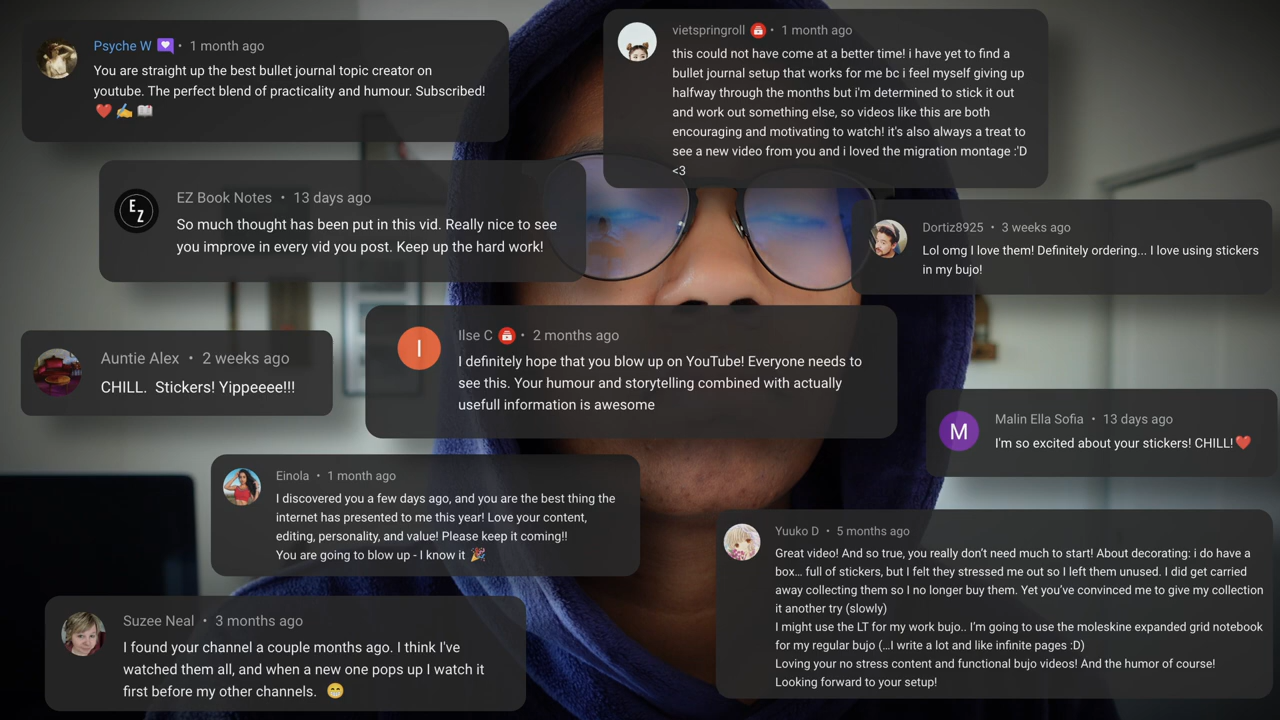 Psyche W • 1 month ago
You are straight up the best bullet journal topic creator on
youtube. The perfect blend of practicality and humour. Subscribed!
❤️ ✍️ 📖
vietspringroll • 1 month ago
this could not have come at a better time! i have yet to find a
bullet journal setup that works for me bc i feel myself giving up
halfway through the months but i'm determined to stick it out
and work out something else, so videos like this are both
encouraging and motivating to watch! it's also always a treat to
see a new video from you and i loved the migration montage :'D
<3
EZ
EZ Book Notes • 13 days ago
So much thought has been put in this vid. Really nice to see
you improve in every vid you post. Keep up the hard work!
Dortiz8925 • 3 weeks ago
Lol omg I love them! Definitely ordering... I love using stickers
in my bujo!
Auntie Alex • 2 weeks ago
CHILL. Stickers! Yippeeee!!!
I
Ilse C • 2 months ago
I definitely hope that you blow up on YouTube! Everyone needs to
see this. Your humour and storytelling combined with actually
usefull information is awesome
M
Malin Ella Sofia • 13 days ago
I'm so excited about your stickers! CHILL!❤️
Einola • 1 month ago
I discovered you a few days ago, and you are the best thing the
internet has presented to me this year! Love your content,
editing, personality, and value! Please keep it coming!!
You are going to blow up - I know it 🎉
Yuuko D • 5 months ago
Great video! And so true, you really don't need much to start! About decorating: i do have a
box… full of stickers, but I felt they stressed me out so I left them unused. I did get carried
away collecting them so I no longer buy them. Yet you've convinced me to give my collection
it another try (slowly)
I might use the LT for my work bujo.. I'm going to use the moleskine expanded grid notebook
for my regular bujo (…I write a lot and like infinite pages :D)
Loving your no stress content and functional bujo videos! And the humor of course!
Looking forward to your setup!
Suzee Neal • 3 months ago
I found your channel a couple months ago. I think I've
watched them all, and when a new one pops up I watch it
first before my other channels. 😁